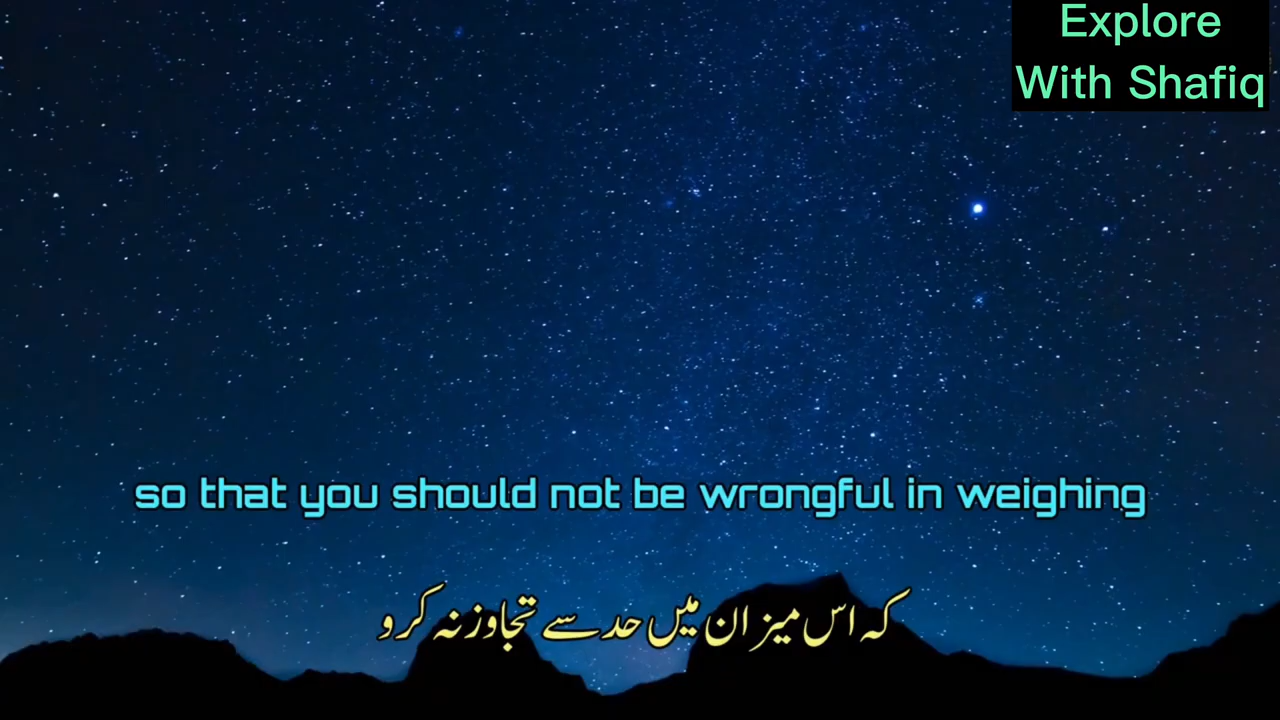 Explore
With Shafiq
so that you should not be wrongful in weighing
کہ اس میزان میں حد سے تجاوز نہ کرو